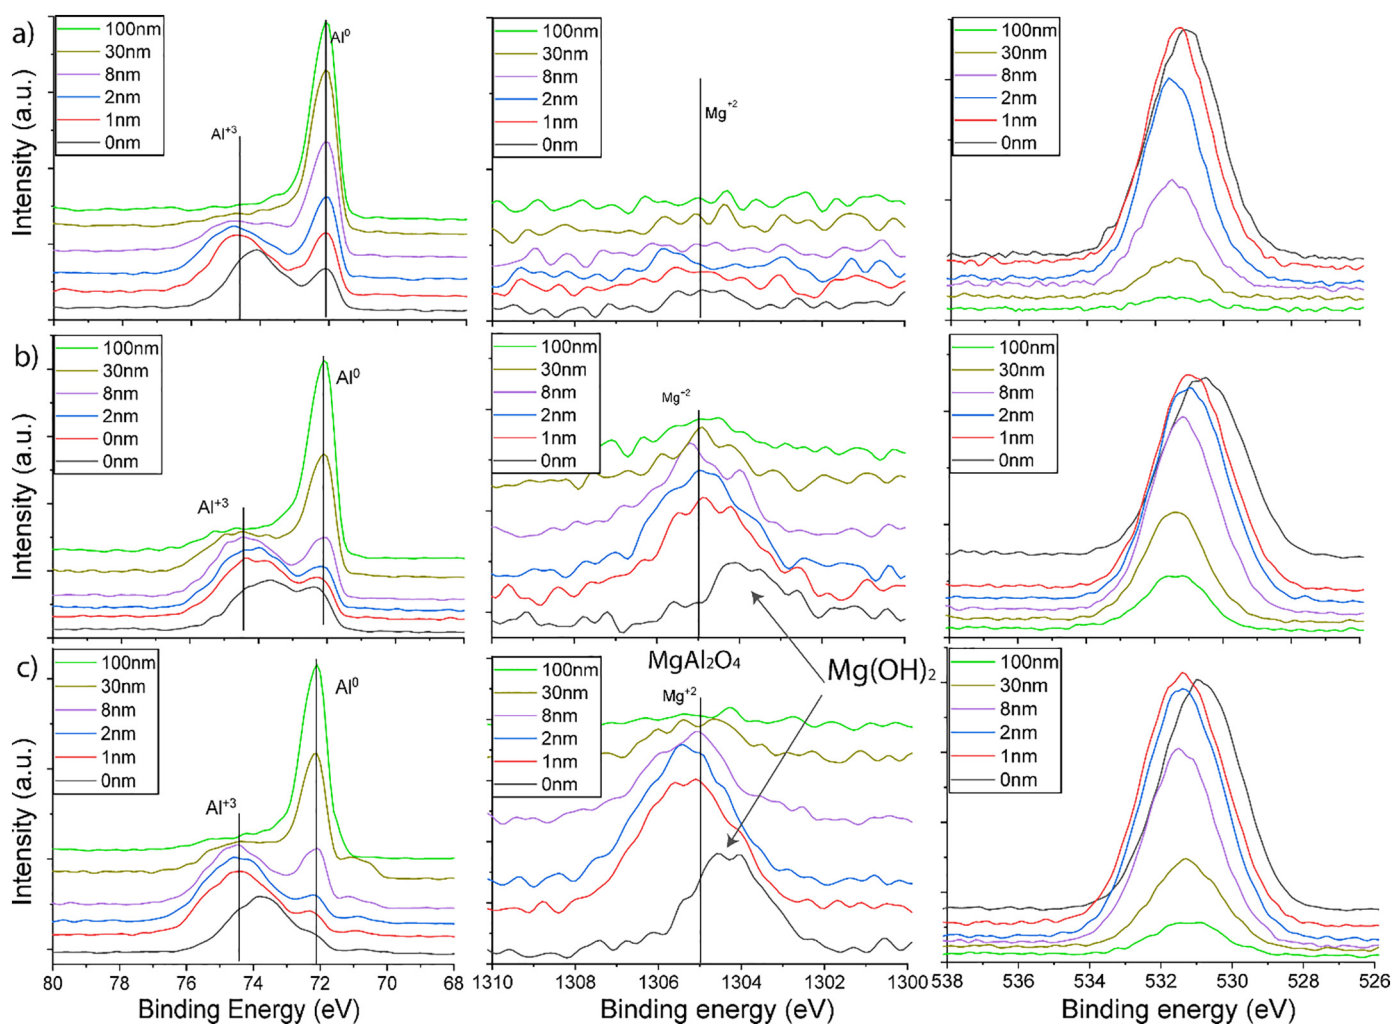 a)
Intensity (a.u.)
100nm
30nm
8nm
2nm
1nm
0nm
Al⁺³
Al⁰
100nm
30nm
8nm
2nm
1nm
0nm
Mg⁺²
100nm
30nm
8nm
2nm
1nm
0nm
b)
Intensity (a.u.)
100nm
30nm
8nm
2nm
0nm
0nm
Al⁺³
Al⁰
100nm
30nm
8nm
2nm
1nm
0nm
Mg⁺²
100nm
30nm
8nm
2nm
1nm
0nm
c)
Intensity (a.u.)
100nm
30nm
8nm
2nm
1nm
0nm
Al⁺³
Al⁰
100nm
30nm
8nm
2nm
1nm
0nm
MgAl₂O₄
Mg⁺²
Mg(OH)₂
100nm
30nm
8nm
2nm
1nm
0nm
80 78 76 74 72 70 68
Binding Energy (eV)
1310 1308 1306 1304 1302 1300
Binding energy (eV)
538 536 534 532 530 528 526
Binding energy (eV)